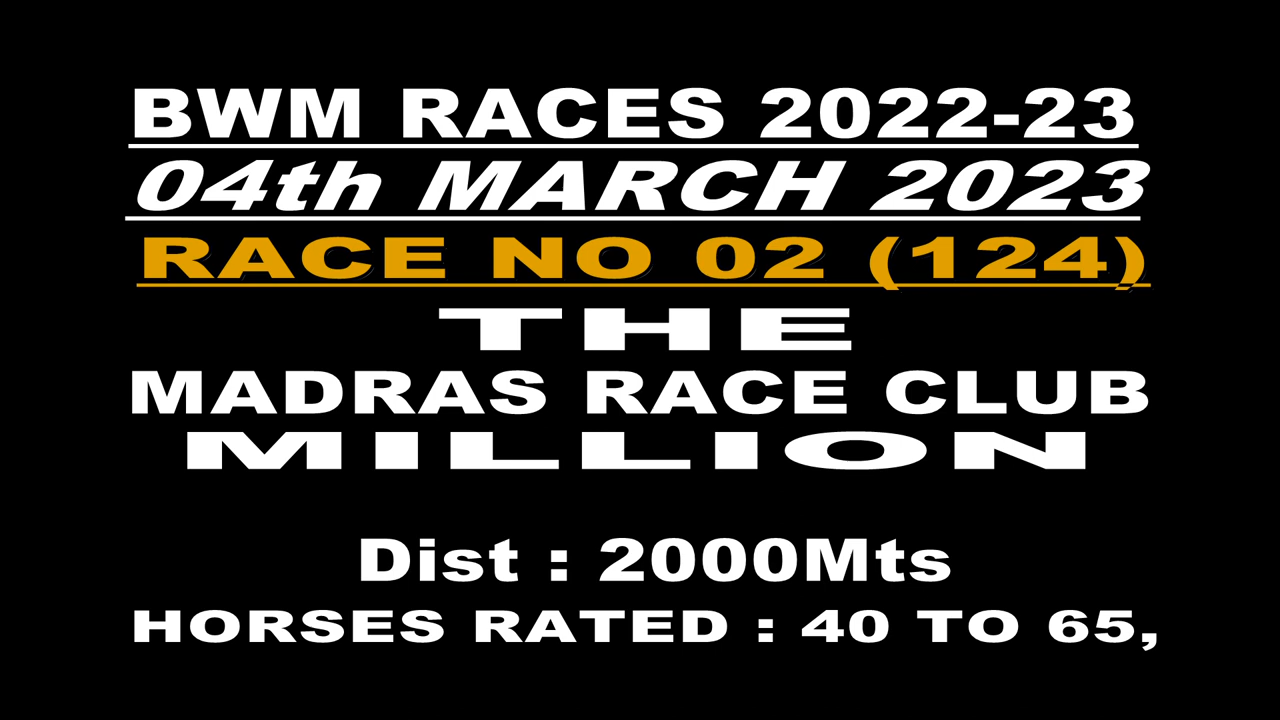 BWM RACES 2022-23
04th MARCH 2023
RACE NO 02 (124)
THE
MADRAS RACE CLUB
MILLION
Dist : 2000Mts
HORSES RATED : 40 TO 65,